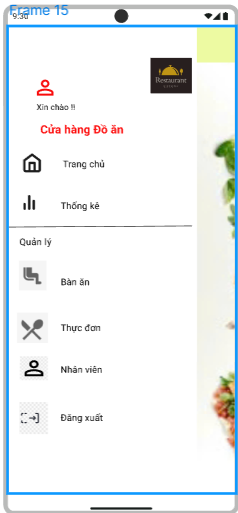 Frame 15
9:30
Restaurant
Xin chào !!
Cửa hàng Đồ ăn
Trang chủ
Thống kê
Quản lý
Bàn ăn
Thực đơn
Nhân viên
Đăng xuất